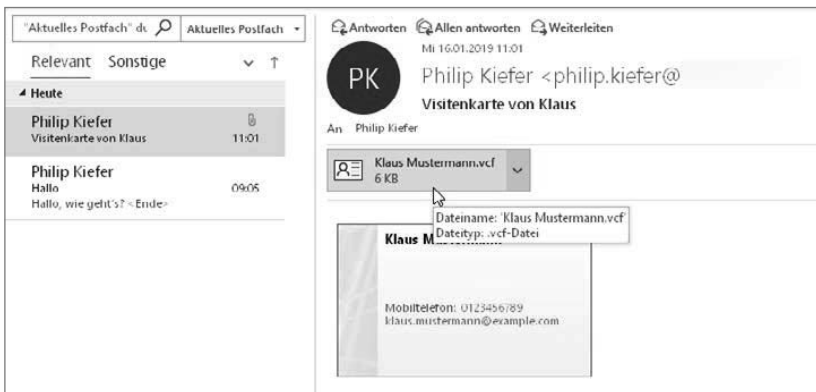 "Aktuelles Postfach" du
Aktuelles Postfach
Relevant Sonstige
Heute
Philip Kiefer
Visitenkarte von Klaus 11:01
Philip Kiefer
Hallo 09:05
Hallo, wie geht's? <Ende>
Antworten Allen antworten Weiterleiten
Mi 16.01.2019 11:01
PK
Philip Kiefer <philip.kiefer@
Visitenkarte von Klaus
An Philip Kiefer
Klaus Mustermann.vcf
6 KB
Dateiname: 'Klaus Mustermann.vcf'
Dateityp: .vcf-Datei
Klaus M
Mobiltelefon: 0123456789
klaus.mustermann@example.com